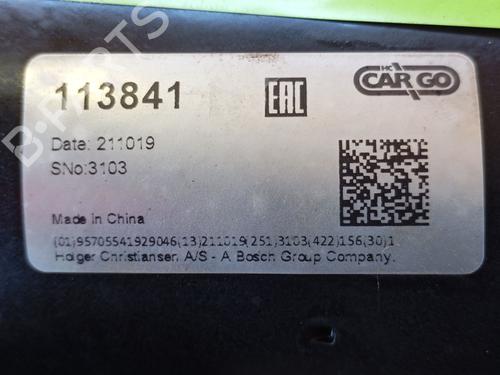 113841
EAC
HC
CARGO
Date: 211019
SNo:3103
Made in China
(01)95705541929046(13)211019(251)3103(422)156(30)1
Holger Christiansen A/S - A Bosch Group Company.
B-PARTS